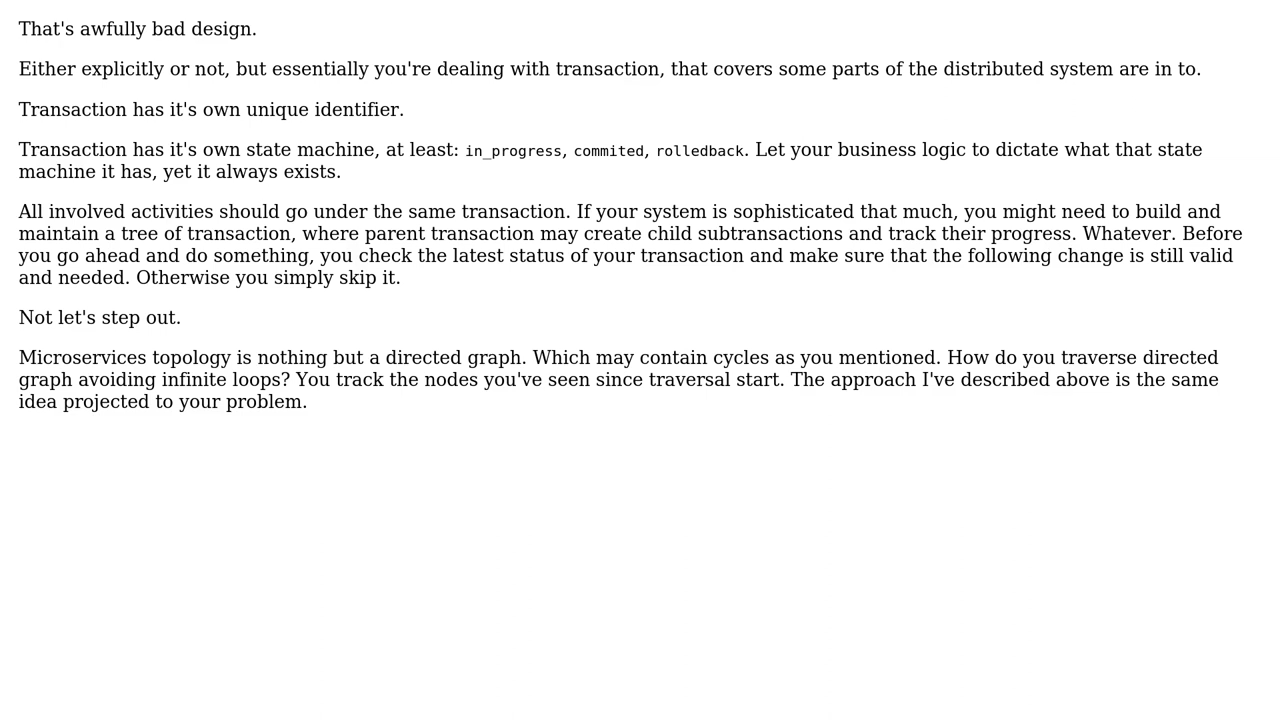 That's awfully bad design.
Either explicitly or not, but essentially you're dealing with transaction, that covers some parts of the distributed system are in to.
Transaction has it's own unique identifier.
Transaction has it's own state machine, at least: in_progress, commited, rolledback. Let your business logic to dictate what that state
machine it has, yet it always exists.
All involved activities should go under the same transaction. If your system is sophisticated that much, you might need to build and
maintain a tree of transaction, where parent transaction may create child subtransactions and track their progress. Whatever. Before
you go ahead and do something, you check the latest status of your transaction and make sure that the following change is still valid
and needed. Otherwise you simply skip it.
Not let's step out.
Microservices topology is nothing but a directed graph. Which may contain cycles as you mentioned. How do you traverse directed
graph avoiding infinite loops? You track the nodes you've seen since traversal start. The approach I've described above is the same
idea projected to your problem.